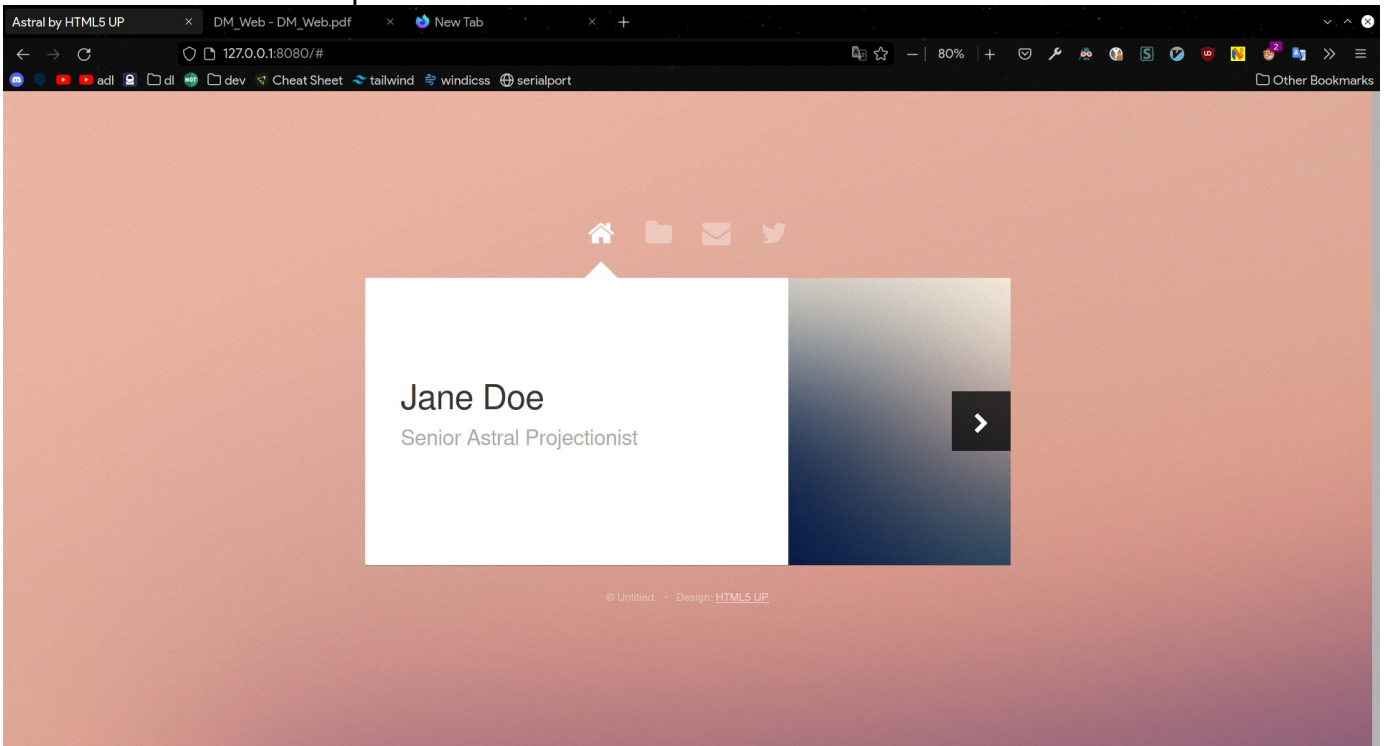 Astral by HTML5 UP DM_Web - DM_Web.pdf New Tab
127.0.0.1:8080/# 80% 2
adl dl dev Cheat Sheet tailwind windicss serialport Other Bookmarks
Jane Doe
Senior Astral Projectionist
© Untitled. • Design: HTML5 UP